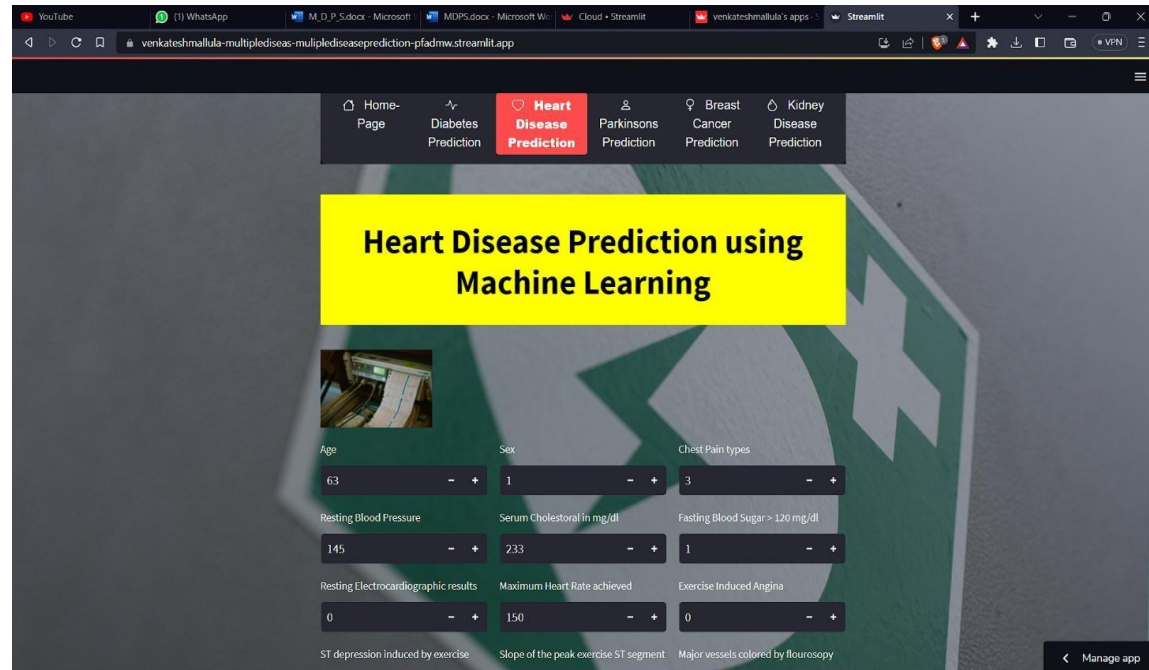 YouTube
(1) WhatsApp
M_D_P_S.docx - Microsoft
MDPS.docx - Microsoft Wo
Cloud • Streamlit
venkateshmallula's apps - S
Streamlit
venkateshmallula-multiplediseas-muliplediseaseprediction-pfadmw.streamlit.app
VPN
Home-
Page
Diabetes
Prediction
Heart
Disease
Prediction
Parkinsons
Prediction
Breast
Cancer
Prediction
Kidney
Disease
Prediction
Heart Disease Prediction using
Machine Learning
Age
Sex
Chest Pain types
63 - +
1 - +
3 - +
Resting Blood Pressure
Serum Cholestoral in mg/dl
Fasting Blood Sugar > 120 mg/dl
145 - +
233 - +
1 - +
Resting Electrocardiographic results
Maximum Heart Rate achieved
Exercise Induced Angina
0 - +
150 - +
0 - +
ST depression induced by exercise
Slope of the peak exercise ST segment
Major vessels colored by flourosopy
< Manage app